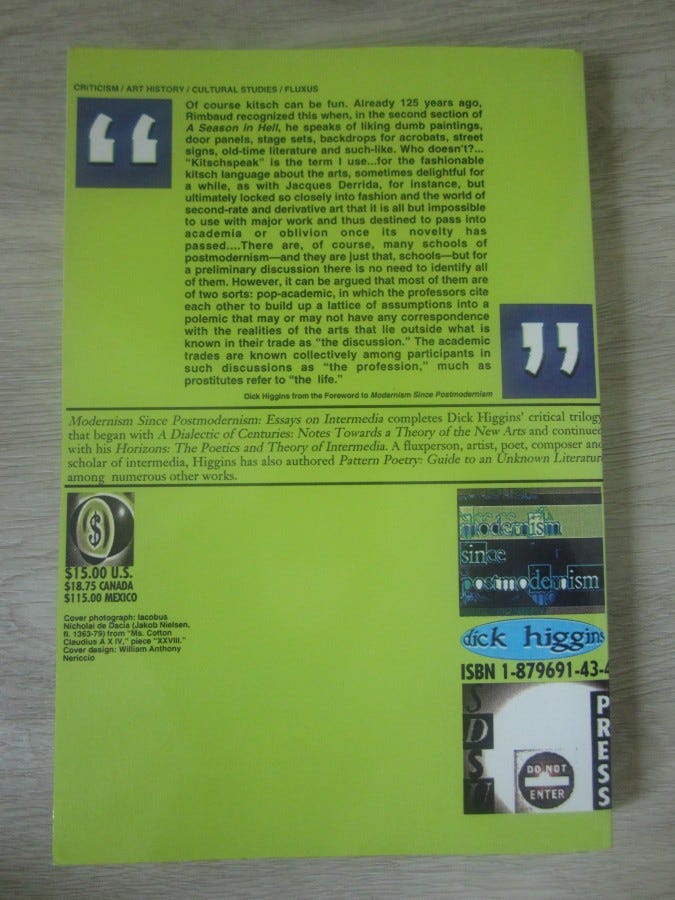 CRITICISM / ART HISTORY / CULTURAL STUDIES / FLUXUS
“
Of course kitsch can be fun. Already 125 years ago,
Rimbaud recognized this when, in the second section of
A Season in Hell, he speaks of liking dumb paintings,
door panels, stage sets, backdrops for acrobats, street
signs, old-time literature and such-like. Who doesn't?...
"Kitschspeak" is the term I use...for the fashionable
kitsch language about the arts, sometimes delightful for
a while, as with Jacques Derrida, for instance, but
ultimately locked so closely into fashion and the world of
second-rate and derivative art that it is all but impossible
to use with major work and thus destined to pass into
academia or oblivion once its novelty has
passed....There are, of course, many schools of
postmodernism—and they are just that, schools—but for
a preliminary discussion there is no need to identify all
of them. However, it can be argued that most of them are
of two sorts: pop-academic, in which the professors cite
each other to build up a lattice of assumptions into a
polemic that may or may not have any correspondence
with the realities of the arts that lie outside what is
known in their trade as "the discussion." The academic
trades are known collectively among participants in
such discussions as "the profession," much as
prostitutes refer to "the life."
”
Dick Higgins from the Foreword to Modernism Since Postmodernism
Modernism Since Postmodernism: Essays on Intermedia completes Dick Higgins' critical trilogy
that began with A Dialectic of Centuries: Notes Towards a Theory of the New Arts and continued
with his Horizons: The Poetics and Theory of Intermedia. A fluxperson, artist, poet, composer and
scholar of intermedia, Higgins has also authored Pattern Poetry: Guide to an Unknown Literature
among numerous other works.
$
$15.00 U.S.
$18.75 CANADA
$115.00 MEXICO
Cover photograph: Iacobus
Nicholai de Dacia (Jakob Nielsen,
fl. 1363-79) from "Ms. Cotton
Claudius A X IV," piece "XXVIII."
Cover design: William Anthony
Nericcio
modernism
since
postmodernism
dick higgins
ISBN 1-879691-43-4
SDSU
PRESS
DO NOT
ENTER